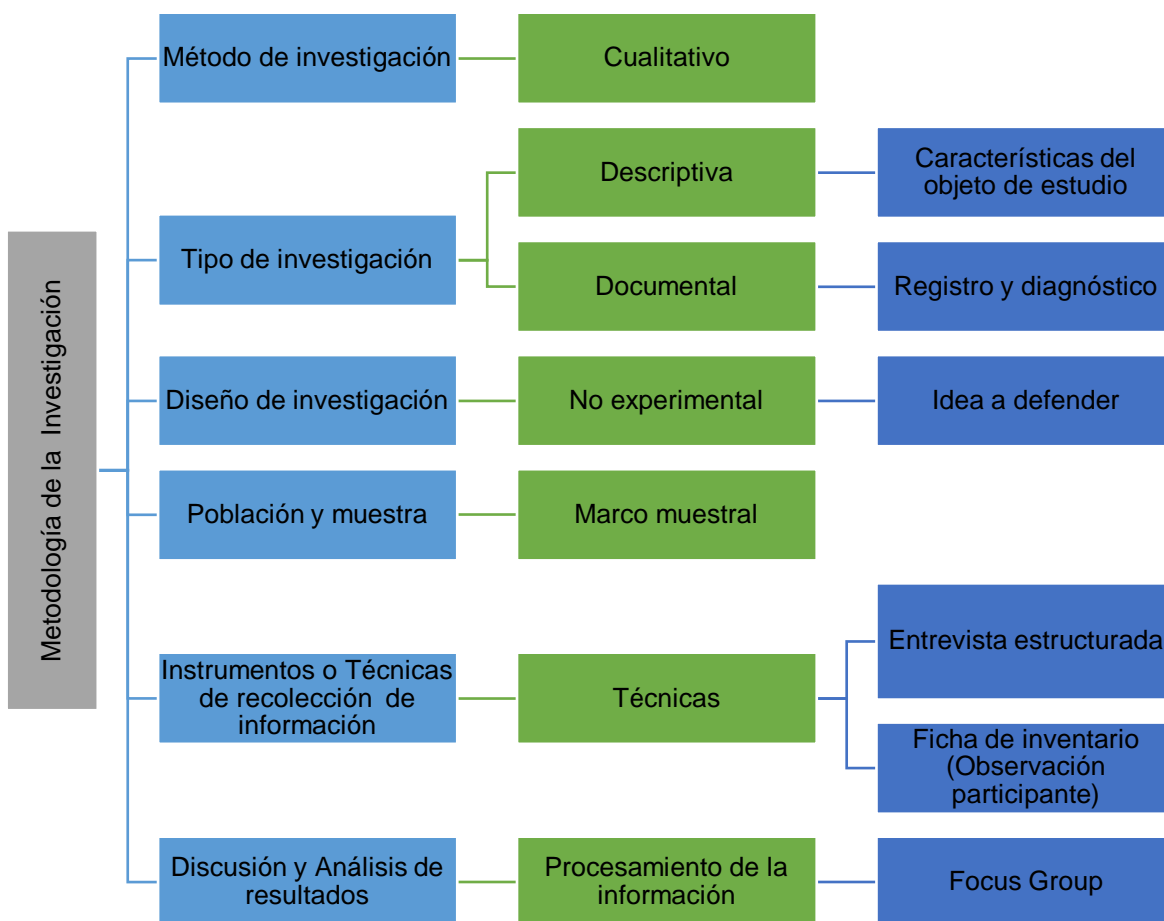 Metodología de la Investigación
Método de investigación
Cualitativo
Tipo de investigación
Descriptiva
Características del
objeto de estudio
Documental
Registro y diagnóstico
Diseño de investigación
No experimental
Idea a defender
Población y muestra
Marco muestral
Instrumentos o Técnicas
de recolección de
información
Técnicas
Entrevista estructurada
Ficha de inventario
(Observación
participante)
Discusión y Análisis de
resultados
Procesamiento de la
información
Focus Group